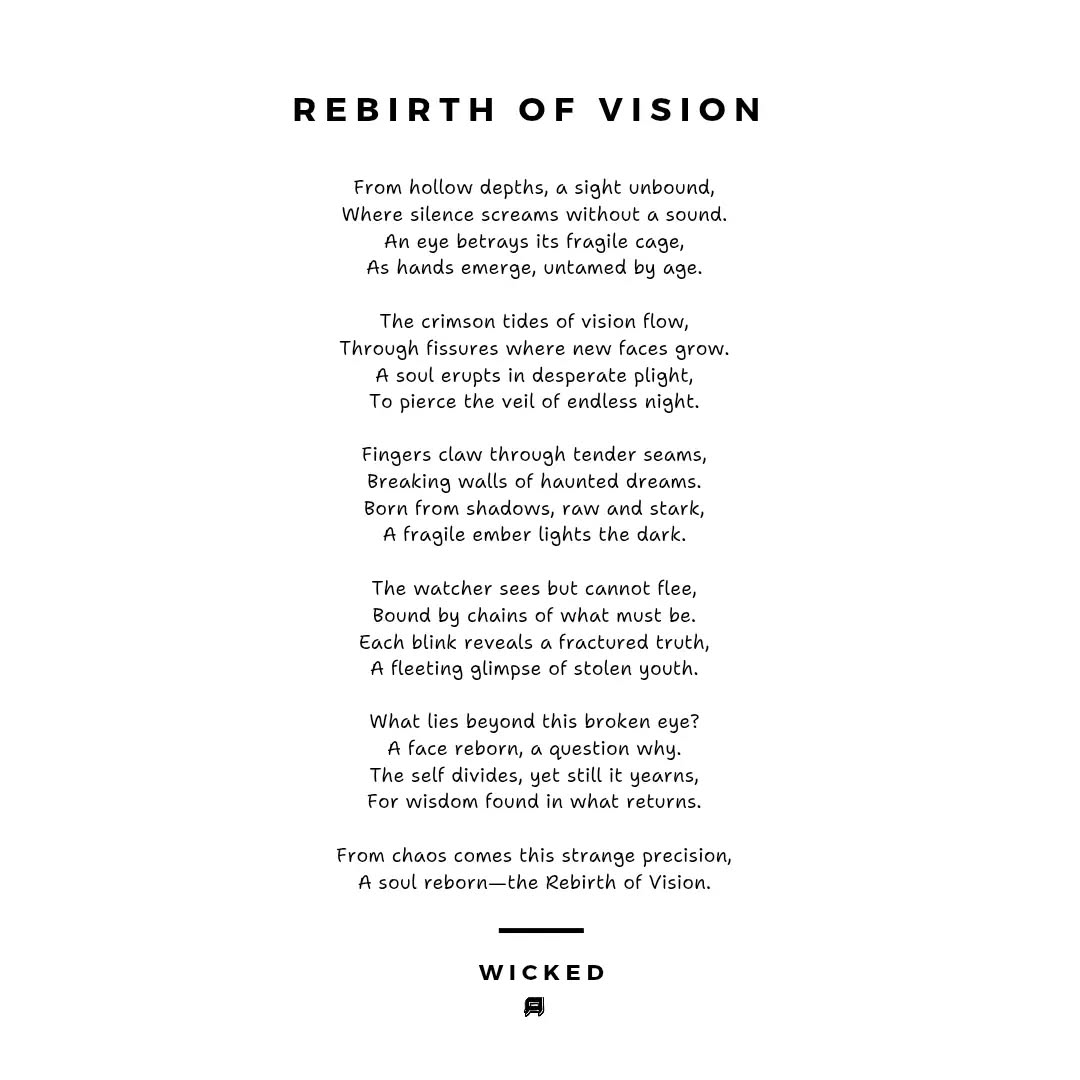 REBIRTH OF VISION
From hollow depths, a sight unbound,
Where silence screams without a sound.
An eye betrays its fragile cage,
As hands emerge, untamed by age.
The crimson tides of vision flow,
Through fissures where new faces grow.
A soul erupts in desperate plight,
To pierce the veil of endless night.
Fingers claw through tender seams,
Breaking walls of haunted dreams.
Born from shadows, raw and stark,
A fragile ember lights the dark.
The watcher sees but cannot flee,
Bound by chains of what must be.
Each blink reveals a fractured truth,
A fleeting glimpse of stolen youth.
What lies beyond this broken eye?
A face reborn, a question why.
The self divides, yet still it yearns,
For wisdom found in what returns.
From chaos comes this strange precision,
A soul reborn—the Rebirth of Vision.
WICKED